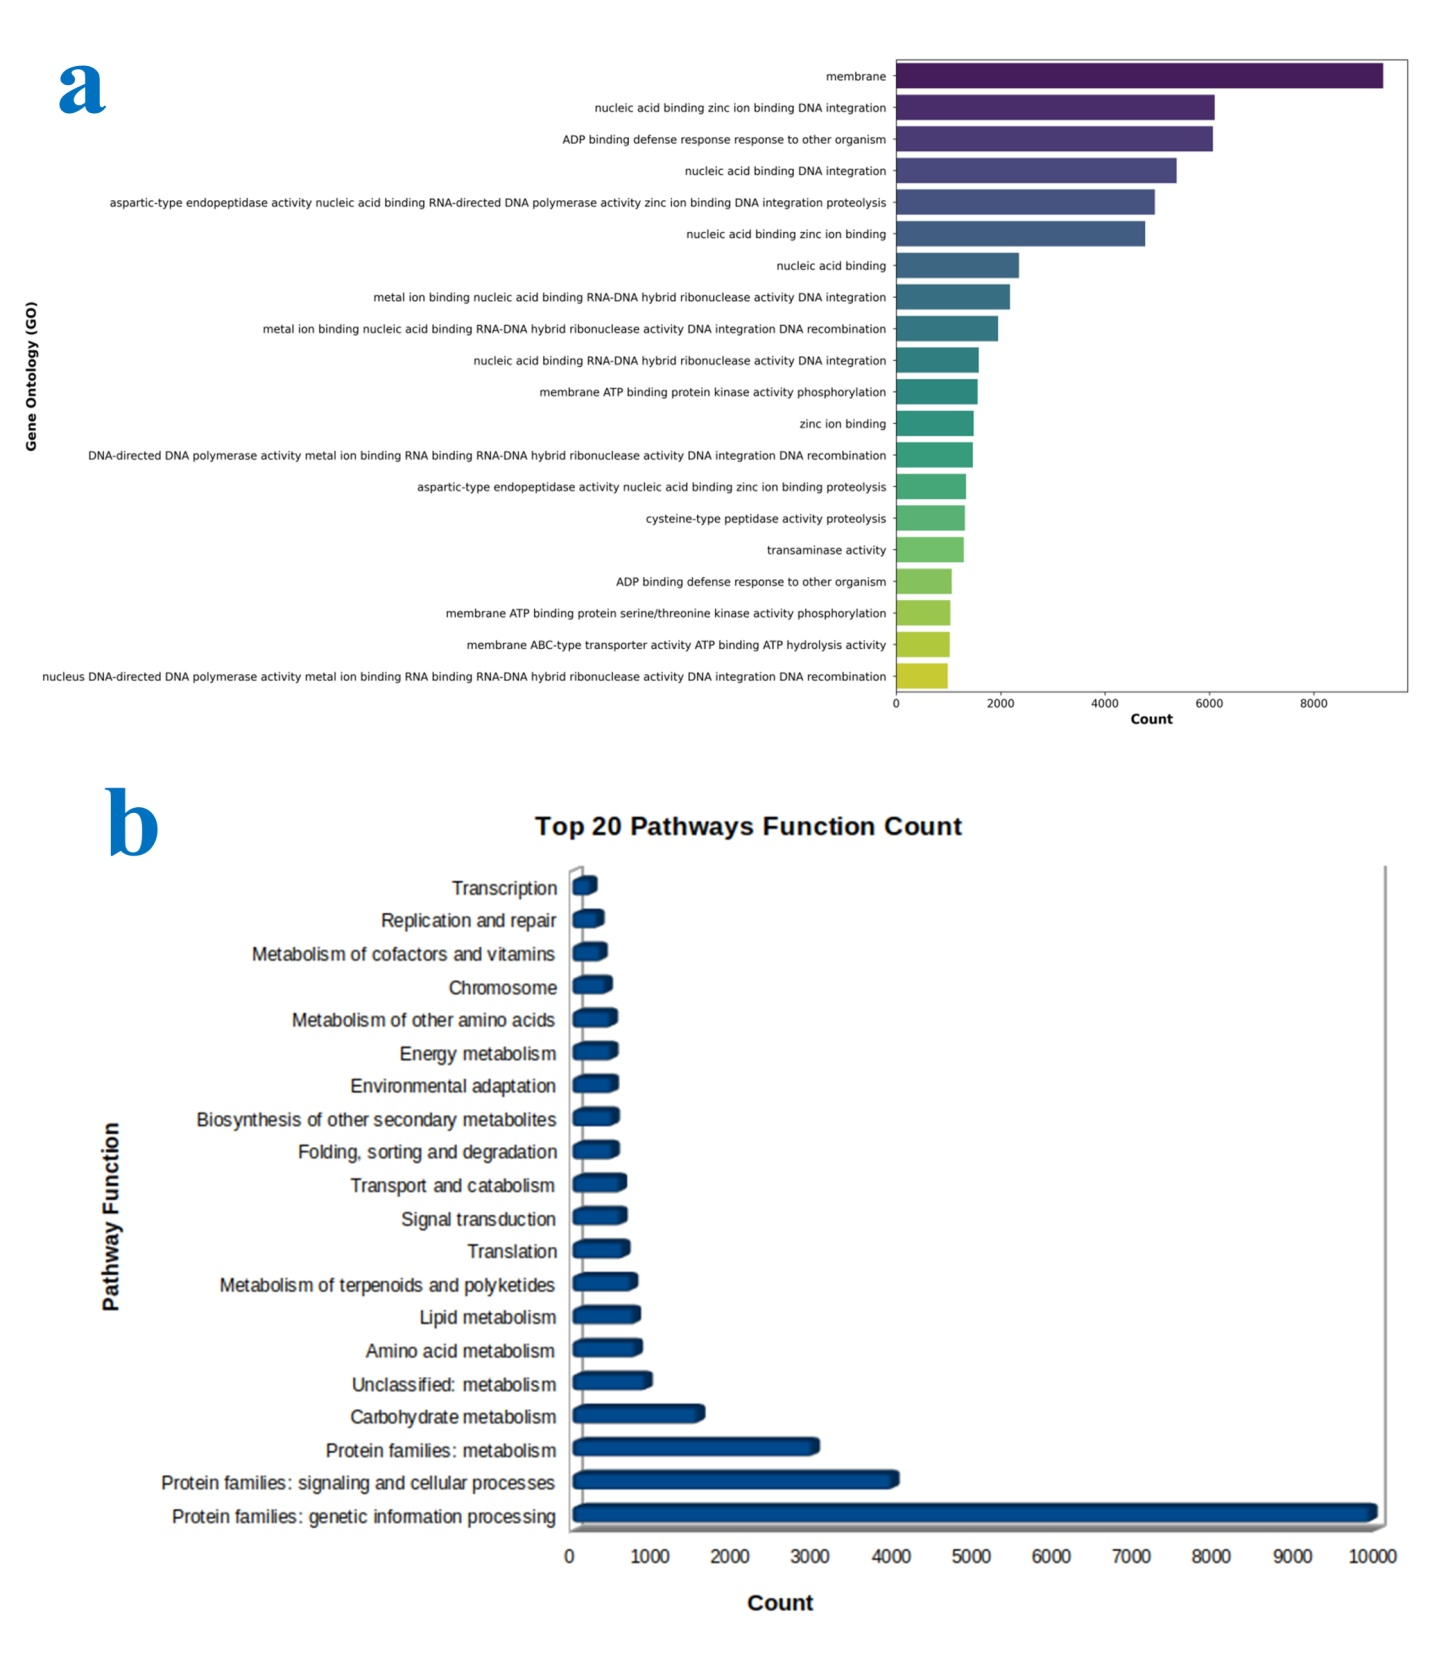 a
membrane
nucleic acid binding zinc ion binding DNA integration
ADP binding defense response response to other organism
nucleic acid binding DNA integration
aspartic-type endopeptidase activity nucleic acid binding RNA-directed DNA polymerase activity zinc ion binding DNA integration proteolysis
nucleic acid binding zinc ion binding
nucleic acid binding
metal ion binding nucleic acid binding RNA-DNA hybrid ribonuclease activity DNA integration
metal ion binding nucleic acid binding RNA-DNA hybrid ribonuclease activity DNA integration DNA recombination
nucleic acid binding RNA-DNA hybrid ribonuclease activity DNA integration
membrane ATP binding protein kinase activity phosphorylation
zinc ion binding
DNA-directed DNA polymerase activity metal ion binding RNA binding RNA-DNA hybrid ribonuclease activity DNA integration DNA recombination
aspartic-type endopeptidase activity nucleic acid binding zinc ion binding proteolysis
cysteine-type peptidase activity proteolysis
transaminase activity
ADP binding defense response to other organism
membrane ATP binding protein serine/threonine kinase activity phosphorylation
membrane ABC-type transporter activity ATP binding ATP hydrolysis activity
nucleus DNA-directed DNA polymerase activity metal ion binding RNA binding RNA-DNA hybrid ribonuclease activity DNA integration DNA recombination
Gene Ontology (GO)
0 2000 4000 6000 8000
Count
b
Top 20 Pathways Function Count
Transcription
Replication and repair
Metabolism of cofactors and vitamins
Chromosome
Metabolism of other amino acids
Energy metabolism
Environmental adaptation
Biosynthesis of other secondary metabolites
Folding, sorting and degradation
Transport and catabolism
Signal transduction
Translation
Metabolism of terpenoids and polyketides
Lipid metabolism
Amino acid metabolism
Unclassified: metabolism
Carbohydrate metabolism
Protein families: metabolism
Protein families: signaling and cellular processes
Protein families: genetic information processing
Pathway Function
0 1000 2000 3000 4000 5000 6000 7000 8000 9000 10000
Count